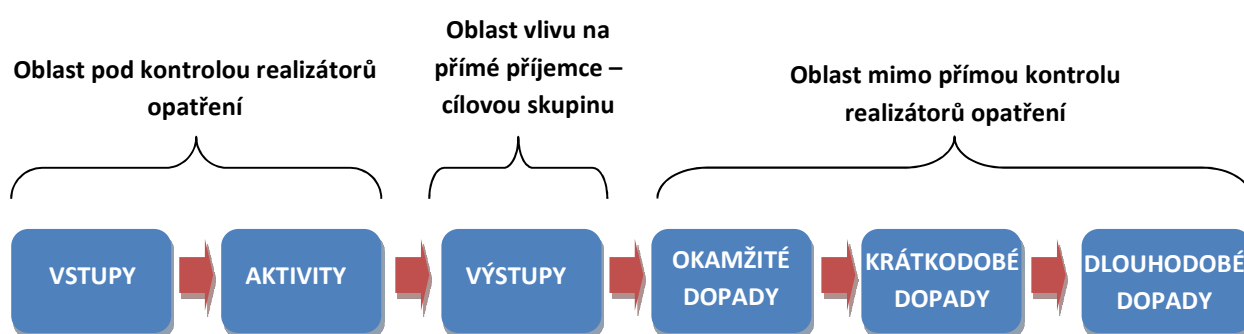 Oblast pod kontrolou realizátorů
opatření
Oblast vlivu na
přímé příjemce –
cílovou skupinu
Oblast mimo přímou kontrolu
realizátorů opatření
VSTUPY
AKTIVITY
VÝSTUPY
OKAMŽITÉ
DOPADY
KRÁTKODOBÉ
DOPADY
DLOUHODOBÉ
DOPADY